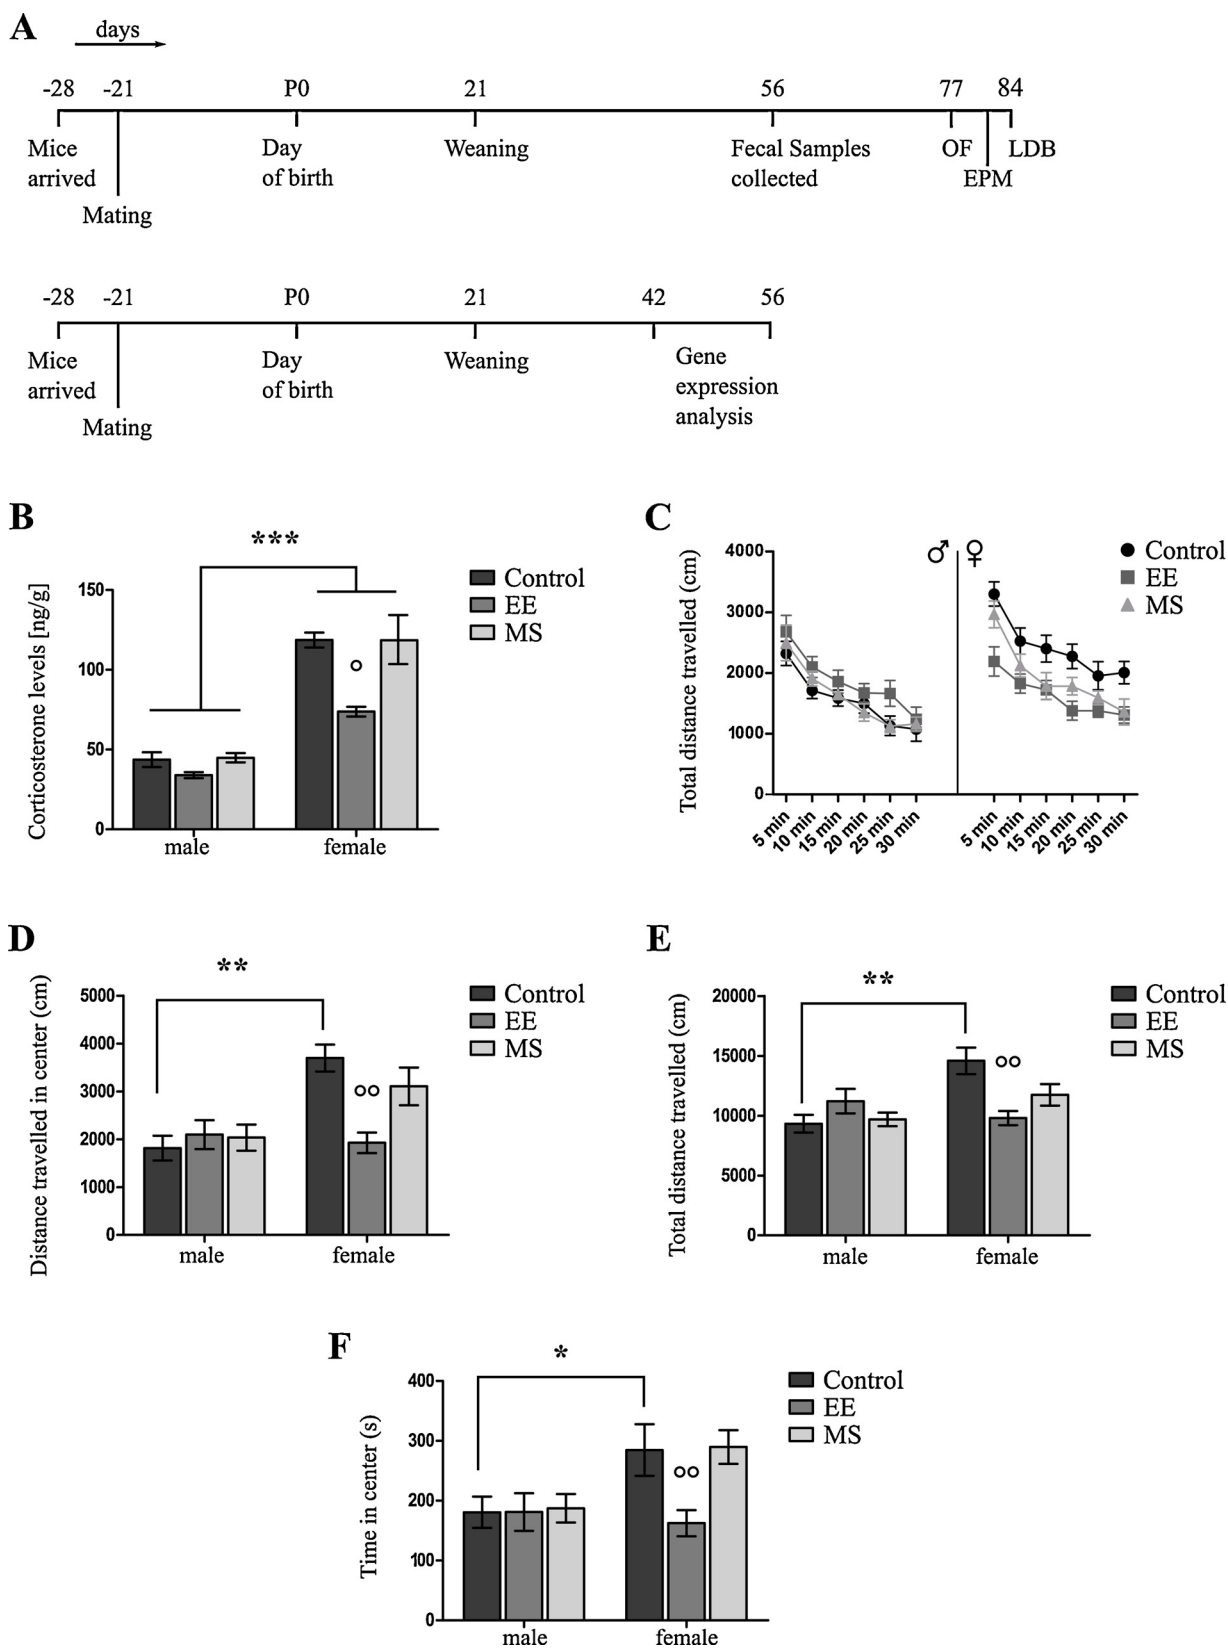 A
days
-28 -21 P0 21 56 77 84
Mice Day Weaning Fecal Samples OF LDB
arrived of birth collected EPM
Mating
-28 -21 P0 21 42 56
Mice Day Weaning Gene
arrived of birth expression
Mating analysis
B
***
Corticosterone levels [ng/g]
150
100
50
0
male female
Control
EE
MS
C
Total distance travelled (cm)
4000
3000
2000
1000
0
♂ ♀
5 min 10 min 15 min 20 min 25 min 30 min 5 min 10 min 15 min 20 min 25 min 30 min
Control
EE
MS
D
**
Distance travelled in center (cm)
5000
4000
3000
2000
1000
0
male female
Control
EE
MS
E
**
Total distance travelled (cm)
20000
15000
10000
5000
0
male female
Control
EE
MS
F
*
Time in center (s)
400
300
200
100
0
male female
Control
EE
MS